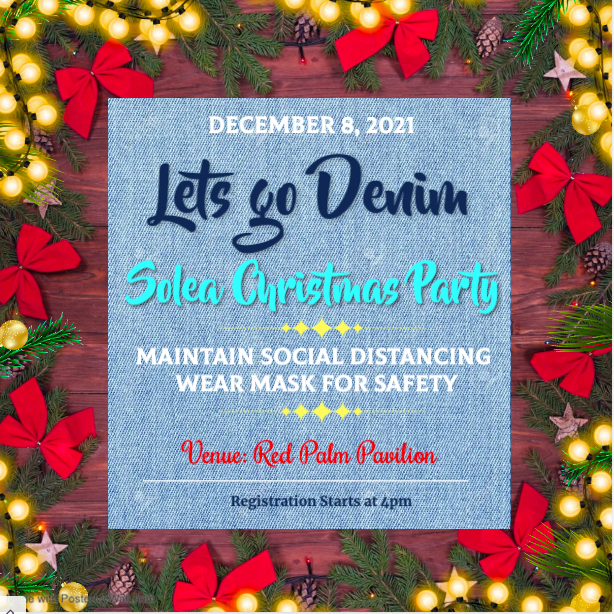 DECEMBER 8, 2021
Lets go Denim
Solea Christmas Party
MAINTAIN SOCIAL DISTANCING
WEAR MASK FOR SAFETY
Venue: Red Palm Pavilion
Registration Starts at 4pm